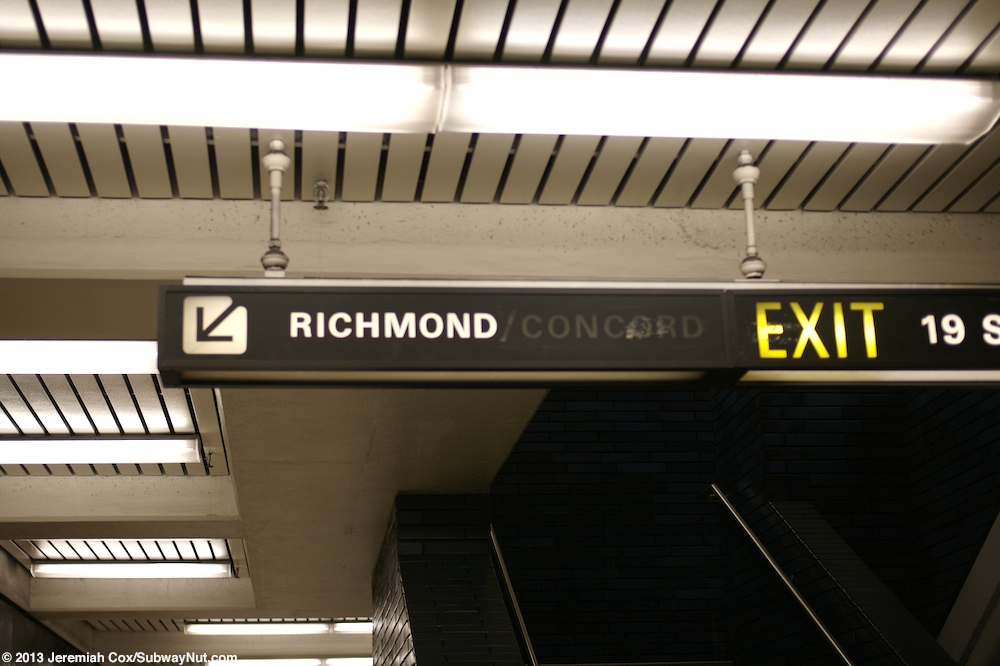 RICHMOND/CONCORD
EXIT 19 S
© 2013 Jeremiah Cox/SubwayNut.com